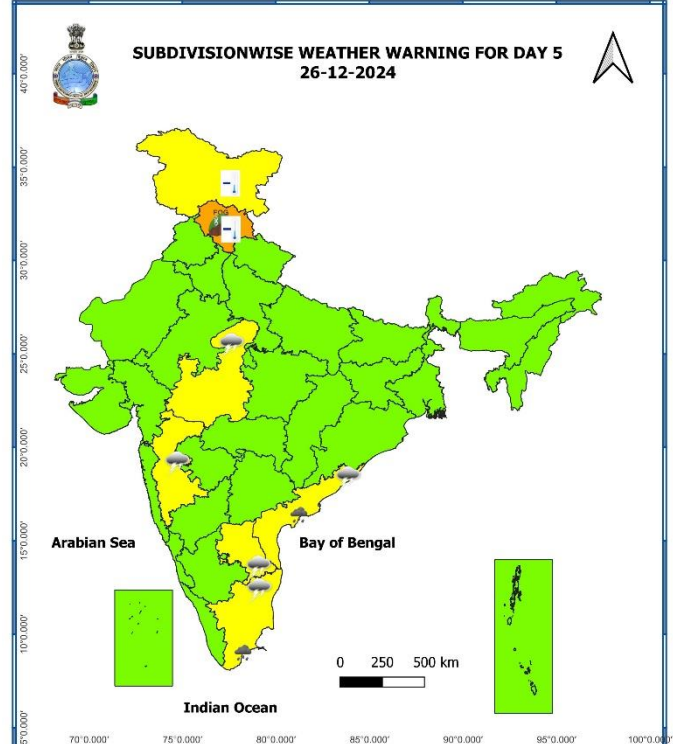 SUBDIVISIONWISE WEATHER WARNING FOR DAY 5
26-12-2024
40°0.000'
35°0.000'
FOG
30°0.000'
25°0.000'
20°0.000'
Arabian Sea
Bay of Bengal
15°0.000'
10°0.000'
0 250 500 km
Indian Ocean
5°0.000'
70°0.000' 75°0.000' 80°0.000' 85°0.000' 90°0.000' 95°0.000' 100°0.000'